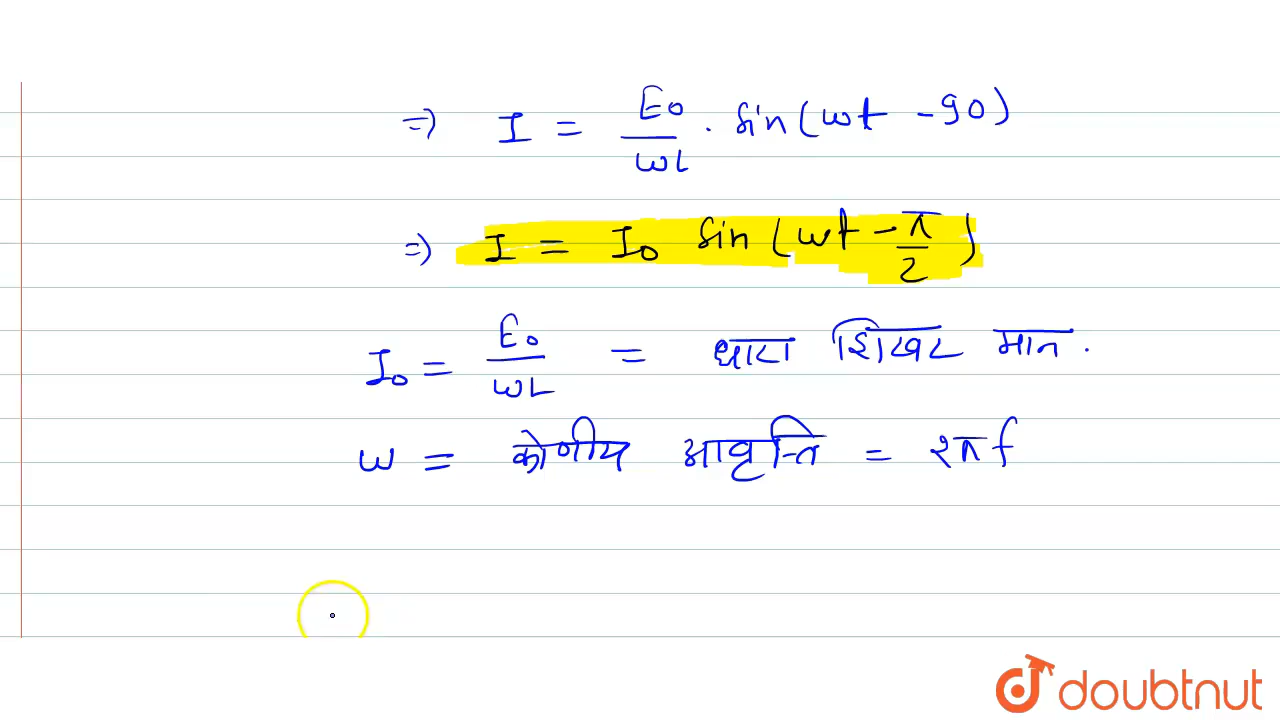 => I = E₀/ωL . sin(ωt - 90)
=> I = I₀ sin(ωt - π/2)
I₀ = E₀/ωL = धारा शिखर मान .
ω = कोणीय आवृत्ति = 2πf
doubtnut